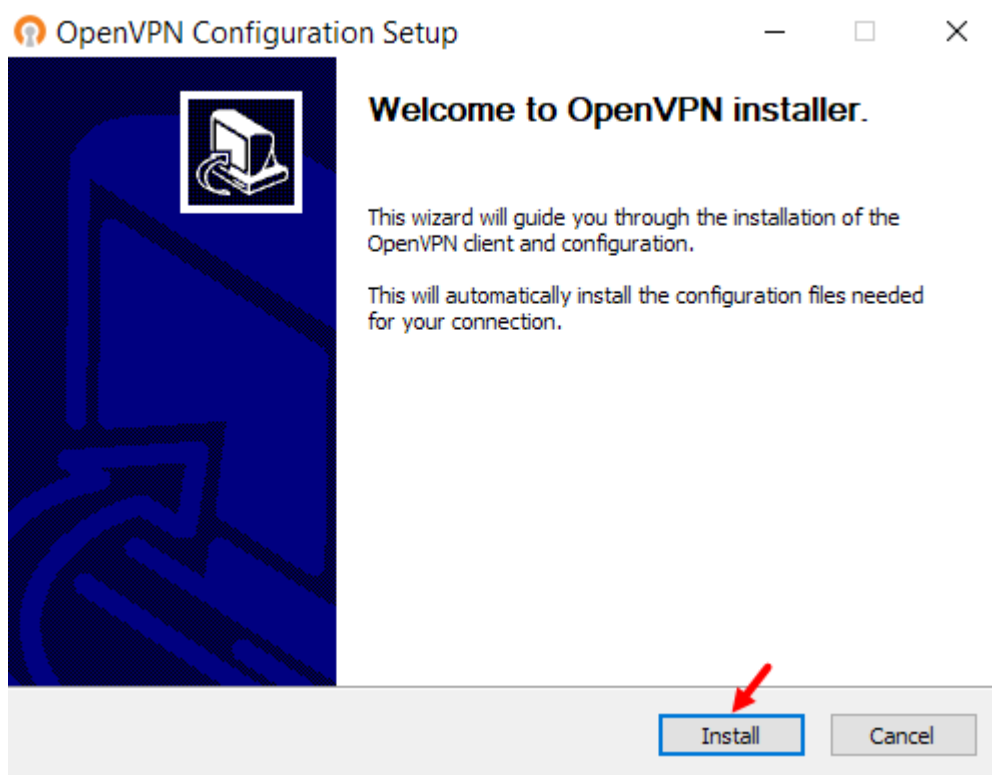 OpenVPN Configuration Setup
Welcome to OpenVPN installer.
This wizard will guide you through the installation of the
OpenVPN client and configuration.
This will automatically install the configuration files needed
for your connection.
Install
Cancel